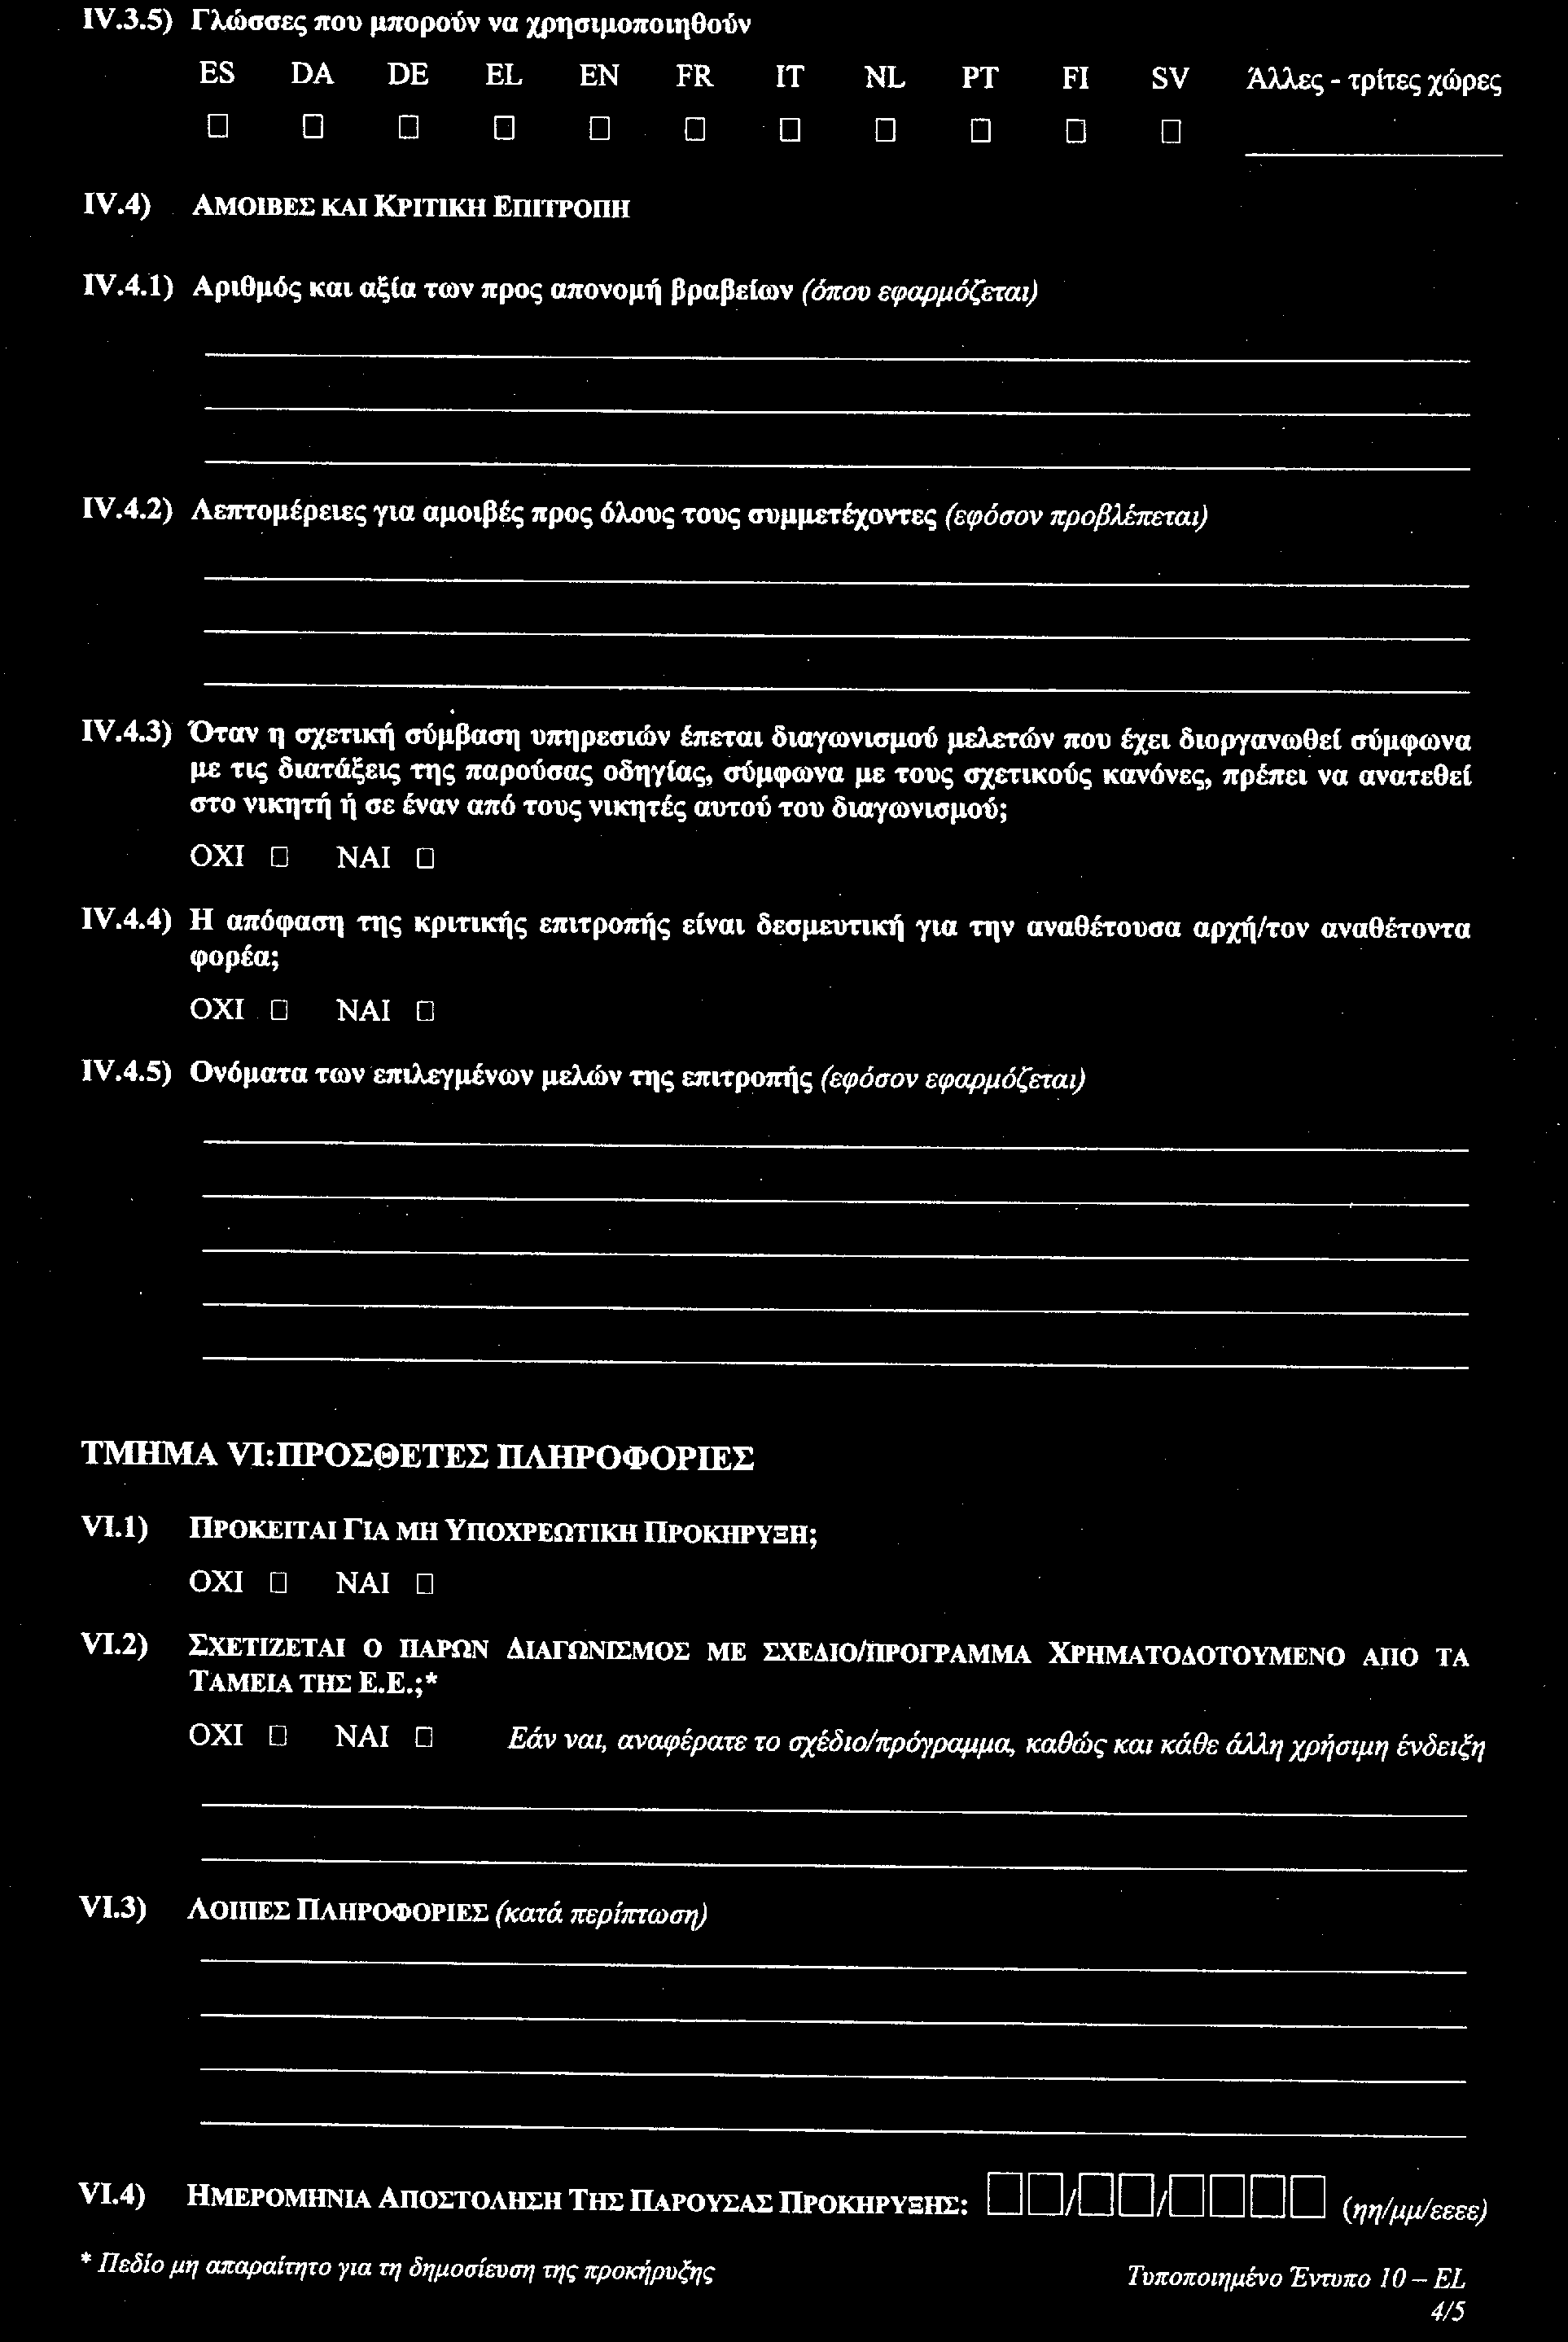 IV.3.5) Γλώσσες που μπορούν να χρησιμοποιηθούν
ES DA DE EL EN FR IT NL PT FI SV Άλλες - τρίτες χώρες
□ □ □ □ □ □ □ □ □ □ □
IV.4) ΑΜΟΙΒΕΣ ΚΑΙ ΚΡΙΤΙΚΗ ΕΠΙΤΡΟΠΗ
IV.4.1) Αριθμός και αξία των προς απονομή βραβείων (όπου εφαρμόζεται)
IV.4.2) Λεπτομέρειες για αμοιβές προς όλους τους συμμετέχοντες (εφόσον προβλέπεται)
IV.4.3) Όταν η σχετική σύμβαση υπηρεσιών έπεται διαγωνισμού μελετών που έχει διοργανωθεί σύμφωνα
με τις διατάξεις της παρούσας οδηγίας, σύμφωνα με τους σχετικούς κανόνες, πρέπει να ανατεθεί
στο νικητή ή σε έναν από τους νικητές αυτού του διαγωνισμού;
ΟΧΙ □ ΝΑΙ □
IV.4.4) Η απόφαση της κριτικής επιτροπής είναι δεσμευτική για την αναθέτουσα αρχή/τον αναθέτοντα
φορέα;
ΟΧΙ □ ΝΑΙ □
IV.4.5) Ονόματα των επιλεγμένων μελών της επιτροπής (εφόσον εφαρμόζεται)
ΤΜΗΜΑ VI: ΠΡΟΣΘΕΤΕΣ ΠΛΗΡΟΦΟΡΙΕΣ
VI.1) ΠΡΟΚΕΙΤΑΙ ΓΙΑ ΜΗ ΥΠΟΧΡΕΩΤΙΚΗ ΠΡΟΚΗΡΥΞΗ;
ΟΧΙ □ ΝΑΙ □
VI.2) ΣΧΕΤΙΖΕΤΑΙ Ο ΠΑΡΩΝ ΔΙΑΓΩΝΙΣΜΟΣ ΜΕ ΣΧΕΔΙΟ/ΠΡΟΓΡΑΜΜΑ ΧΡΗΜΑΤΟΔΟΤΟΥΜΕΝΟ ΑΠΟ ΤΑ
ΤΑΜΕΙΑ ΤΗΣ Ε.Ε.;*
ΟΧΙ □ ΝΑΙ □ Εάν ναι, αναφέρατε το σχέδιο/πρόγραμμα, καθώς και κάθε άλλη χρήσιμη ένδειξη
VI.3) ΛΟΙΠΕΣ ΠΛΗΡΟΦΟΡΙΕΣ (κατά περίπτωση)
VI.4) ΗΜΕΡΟΜΗΝΙΑ ΑΠΟΣΤΟΛΗΣΗ ΤΗΣ ΠΑΡΟΥΣΑΣ ΠΡΟΚΗΡΥΞΗΣ: □□/□□/□□□□ (ηη/μμ/εεεε)
* Πεδίο μη απαραίτητο για τη δημοσίευση της προκήρυξης
Τυποποιημένο Έντυπο 10 – EL
4/5